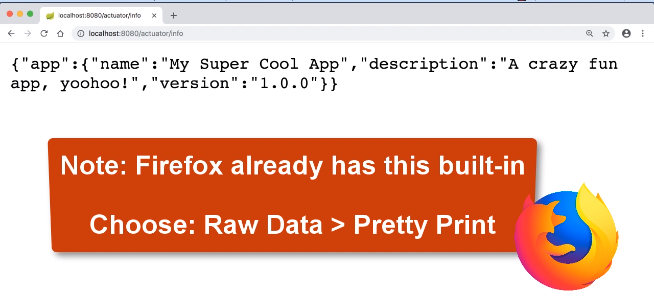 localhost:8080/actuator/info
localhost:8080/actuator/info
{"app":{"name":"My Super Cool App","description":"A crazy fun
app, yoohoo!","version":"1.0.0"}}
Note: Firefox already has this built-in
Choose: Raw Data > Pretty Print